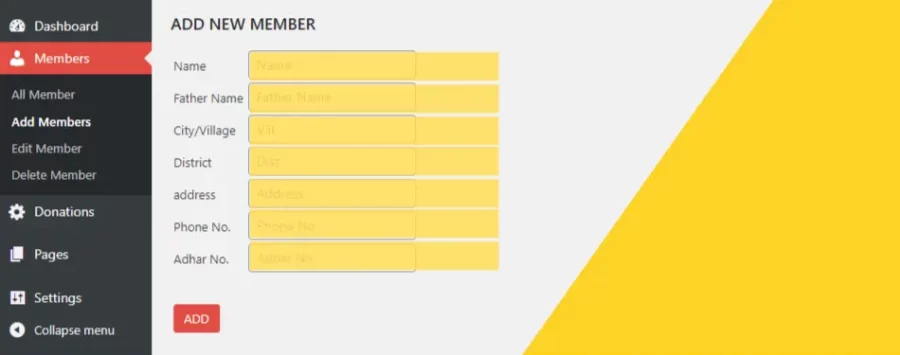 Dashboard
Members
All Member
Add Members
Edit Member
Delete Member
Donations
Pages
Settings
Collapse menu
ADD NEW MEMBER
Name Name
Father Name Father Name
City/Village Vill
District Dist
address Address
Phone No. Phone No
Adhar No. Adhar No
ADD